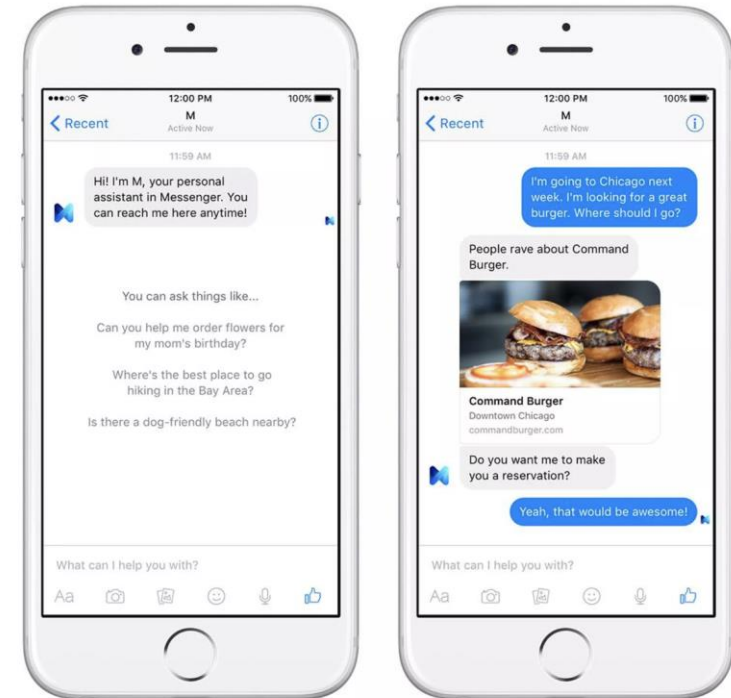 12:00 PM
100%
Recent
M
Active Now
11:59 AM
Hi! I'm M, your personal
assistant in Messenger. You
can reach me here anytime!
You can ask things like...
Can you help me order flowers for
my mom's birthday?
Where's the best place to go
hiking in the Bay Area?
Is there a dog-friendly beach nearby?
What can I help you with?
Aa
12:00 PM
100%
Recent
M
Active Now
11:59 AM
I'm going to Chicago next
week. I'm looking for a great
burger. Where should I go?
People rave about Command
Burger.
Command Burger
Downtown Chicago
commandburger.com
Do you want me to make
you a reservation?
Yeah, that would be awesome!
What can I help you with?
Aa